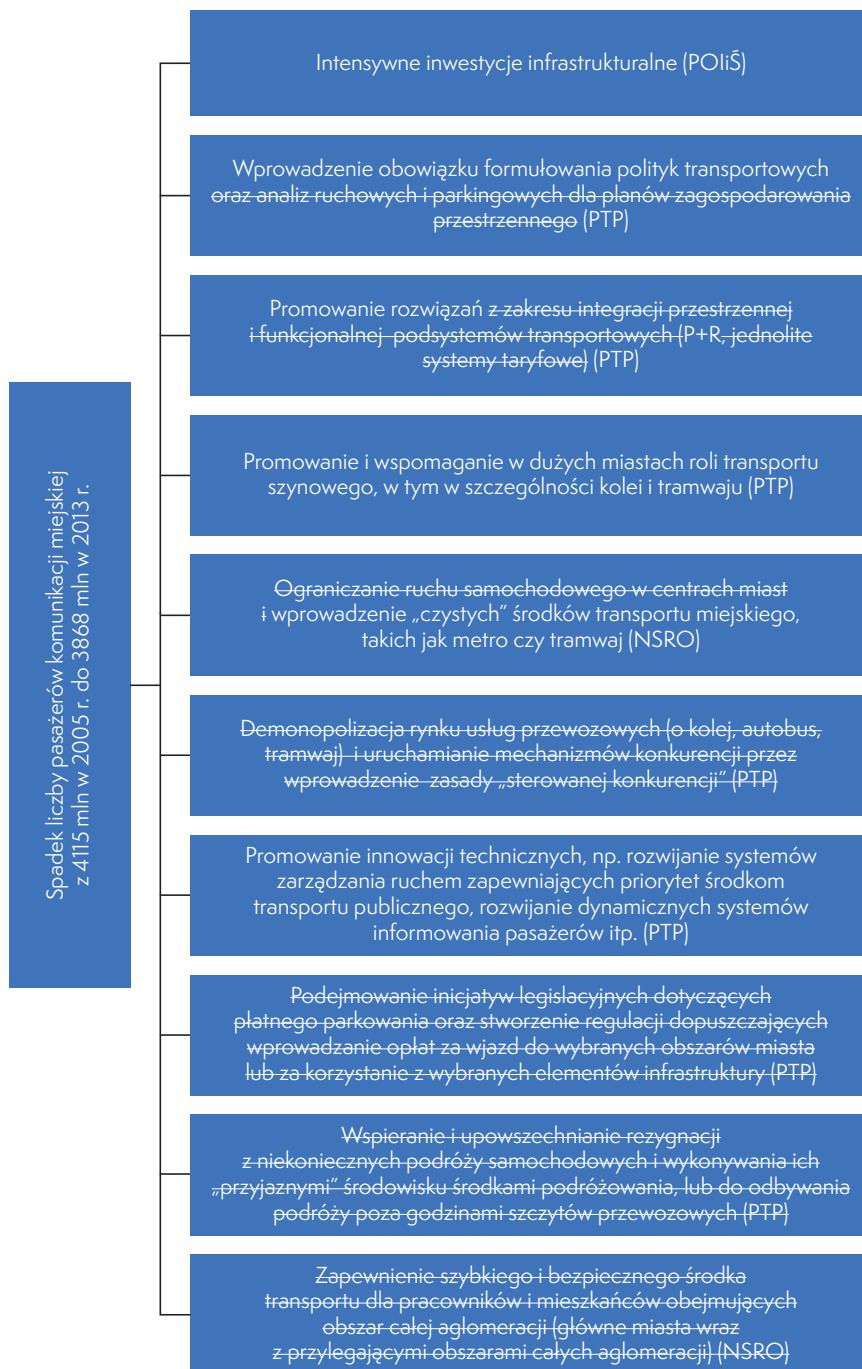 Spadek liczby pasażerów komunikacji miejskiej
z 4115 mln w 2005 r. do 3868 mln w 2013 r.
Intensywne inwestycje infrastrukturalne (POIiŚ)
Wprowadzenie obowiązku formułowania polityk transportowych
oraz analiz ruchowych i parkingowych dla planów zagospodarowania
przestrzennego (PTP)
Promowanie rozwiązań z zakresu integracji przestrzennej
i funkcjonalnej podsystemów transportowych (P+R, jednolite
systemy taryfowe) (PTP)
Promowanie i wspomaganie w dużych miastach roli transportu
szynowego, w tym w szczególności kolei i tramwaju (PTP)
Ograniczanie ruchu samochodowego w centrach miast
i wprowadzenie „czystych” środków transportu miejskiego,
takich jak metro czy tramwaj (NSRO)
Demonopolizacja rynku usług przewozowych (o kolej, autobus,
tramwaj) i uruchamianie mechanizmów konkurencji przez
wprowadzenie zasady „sterowanej konkurencji” (PTP)
Promowanie innowacji technicznych, np. rozwijanie systemów
zarządzania ruchem zapewniających priorytet środkom
transportu publicznego, rozwijanie dynamicznych systemów
informowania pasażerów itp. (PTP)
Podejmowanie inicjatyw legislacyjnych dotyczących
płatnego parkowania oraz stworzenie regulacji dopuszczających
wprowadzanie opłat za wjazd do wybranych obszarów miasta
lub za korzystanie z wybranych elementów infrastruktury (PTP)
Wspieranie i upowszechnianie rezygnacji
z niekoniecznych podróży samochodowych i wykonywania ich
„przyjaznymi” środowisku środkami podróżowania, lub do odbywania
podróży poza godzinami szczytów przewozowych (PTP)
Zapewnienie szybkiego i bezpiecznego środka
transportu dla pracowników i mieszkańców obejmujących
obszar całej aglomeracji (główne miasta wraz
z przylegającymi obszarami całych aglomeracji) (NSRO)